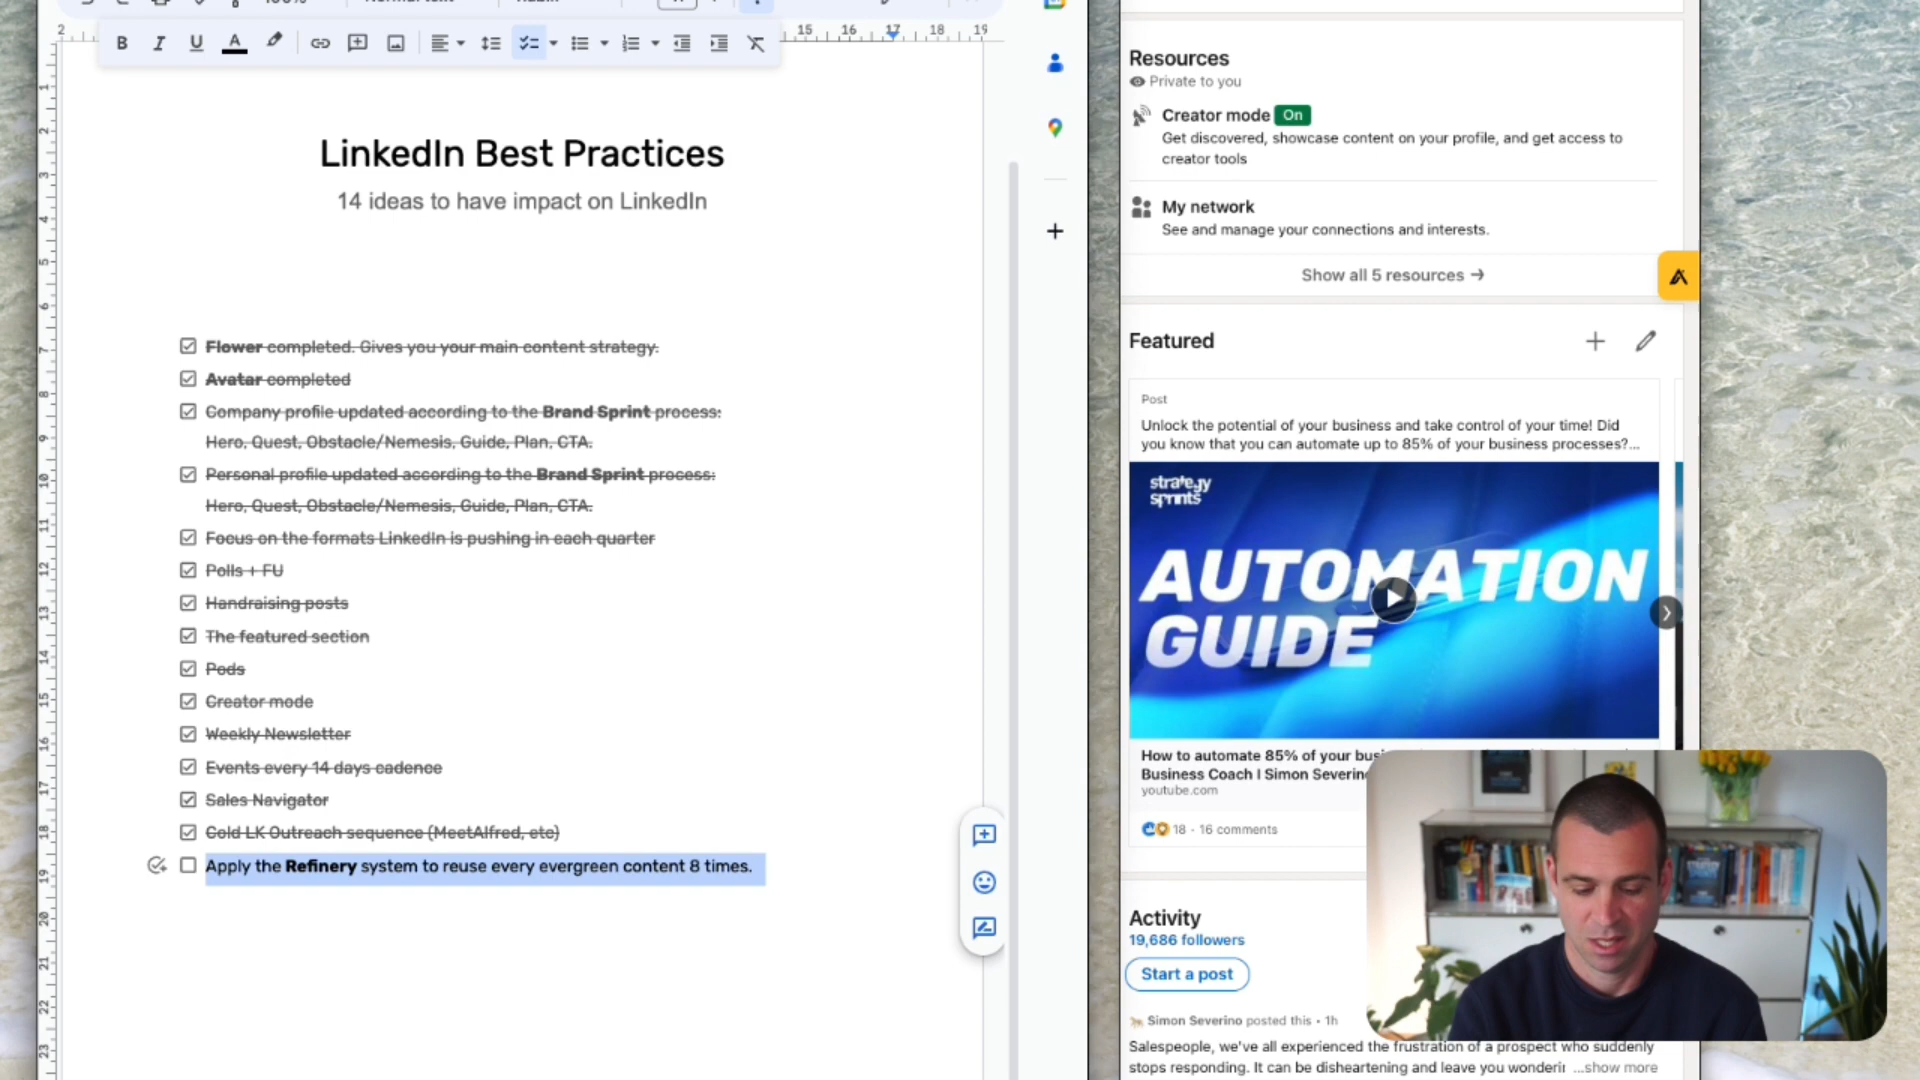 2
15
16
17
18
19
LinkedIn Best Practices
14 ideas to have impact on LinkedIn
Flower completed. Gives you your main content strategy.
Avatar completed
Company profile updated according to the Brand Sprint process:
Hero, Quest, Obstacle/Nemesis, Guide, Plan, CTA.
Personal profile updated according to the Brand Sprint process:
Hero, Quest, Obstacle/Nemesis, Guide, Plan, CTA.
Focus on the formats LinkedIn is pushing in each quarter
Polls + FU
Handraising posts
The featured section
Pods
Creator mode
Weekly Newsletter
Events every 14 days cadence
Sales Navigator
Cold LK Outreach sequence (MeetAlfred, etc)
Apply the Refinery system to reuse every evergreen content 8 times.
Resources
Private to you
Creator mode On
Get discovered, showcase content on your profile, and get access to
creator tools
My network
See and manage your connections and interests.
Show all 5 resources →
Featured
Post
Unlock the potential of your business and take control of your time! Did
you know that you can automate up to 85% of your business processes?...
strategy
sprints
AUTOMATION
GUIDE
How to automate 85% of your
Business Coach I Simon Severino
youtube.com
18 · 16 comments
Activity
19,686 followers
Start a post
Simon Severino posted this • 1h
Salespeople, we've all experienced the frustration of a prospect who suddenly
stops responding. It can be disheartening and leave you wonderi ...show more